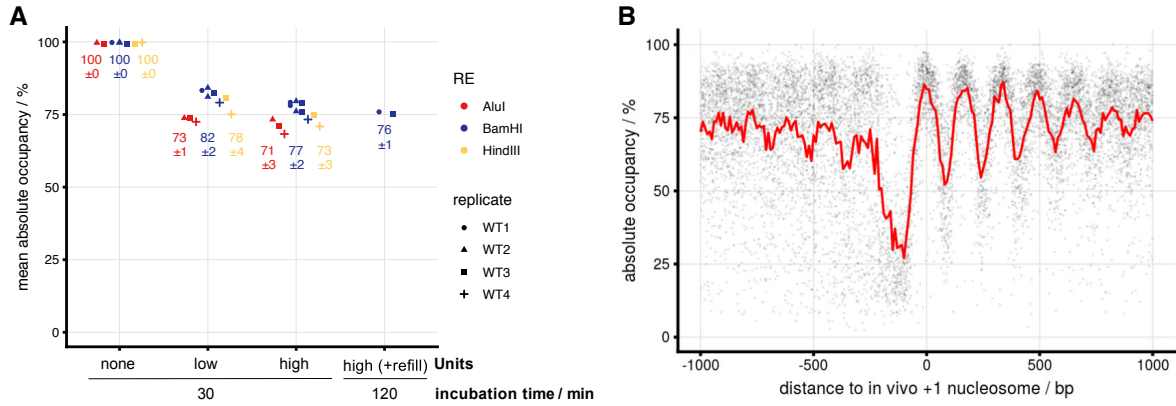 A
mean absolute occupancy / %
100
75
50
25
0
100 100 100
±0 ±0 ±0
73 82 78
±1 ±2 ±4
71 77 73
±3 ±2 ±3
76
±1
none low high high (+refill) Units
30 120 incubation time / min
RE
AluI
BamHI
HindIII
replicate
WT1
WT2
WT3
WT4
B
absolute occupancy / %
100
75
50
25
0
-1000 -500 0 500 1000
distance to in vivo +1 nucleosome / bp